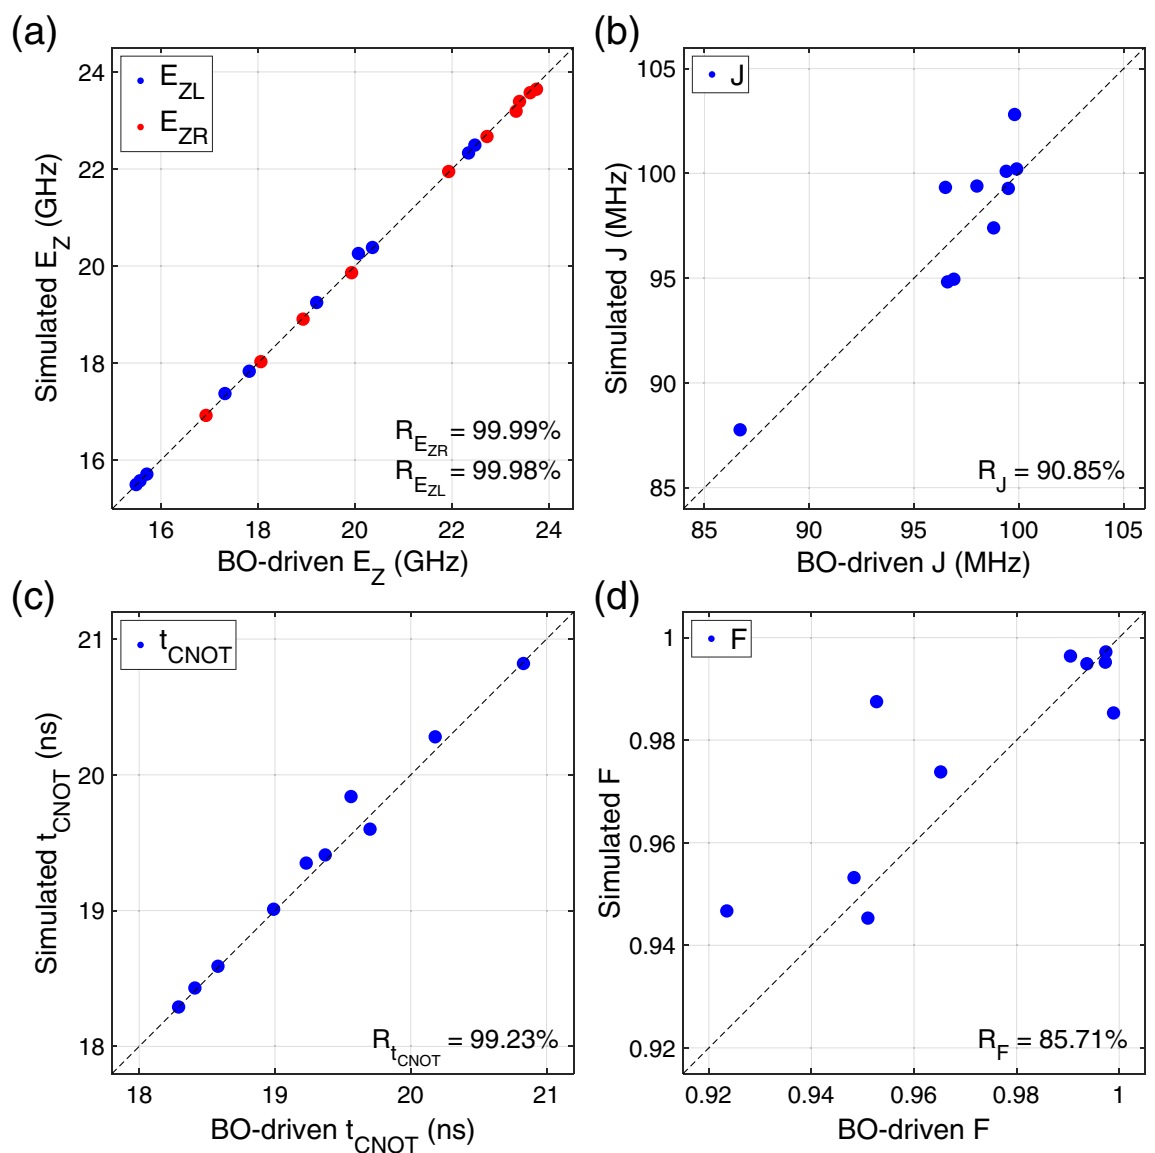 (a)
24
22
20
18
16
16 18 20 22 24
Simulated E_Z (GHz)
BO-driven E_Z (GHz)
E_ZL
E_ZR
R_E_ZR = 99.99%
R_E_ZL = 99.98%
(b)
105
100
95
90
85
85 90 95 100 105
Simulated J (MHz)
BO-driven J (MHz)
J
R_J = 90.85%
(c)
21
20
19
18
18 19 20 21
Simulated t_CNOT (ns)
BO-driven t_CNOT (ns)
t_CNOT
R_t_CNOT = 99.23%
(d)
1
0.98
0.96
0.94
0.92
0.92 0.94 0.96 0.98 1
Simulated F
BO-driven F
F
R_F = 85.71%